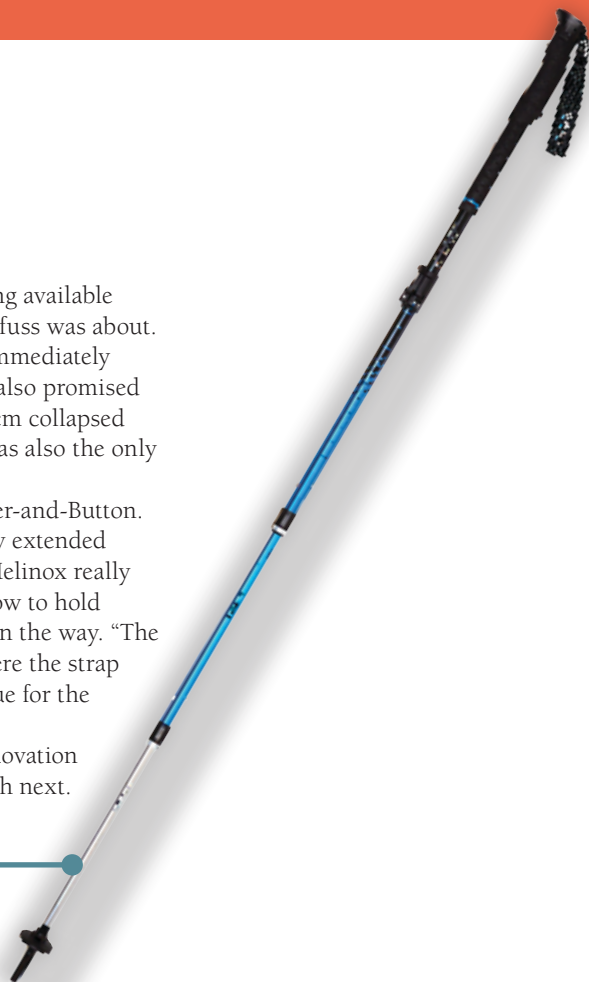 ng available
fuss was about.
mmediately
also promised
em collapsed
as also the only
er-and-Button.
y extended
Helinox really
ow to hold
n the way. “The
ere the strap
ue for the
ovation
h next.